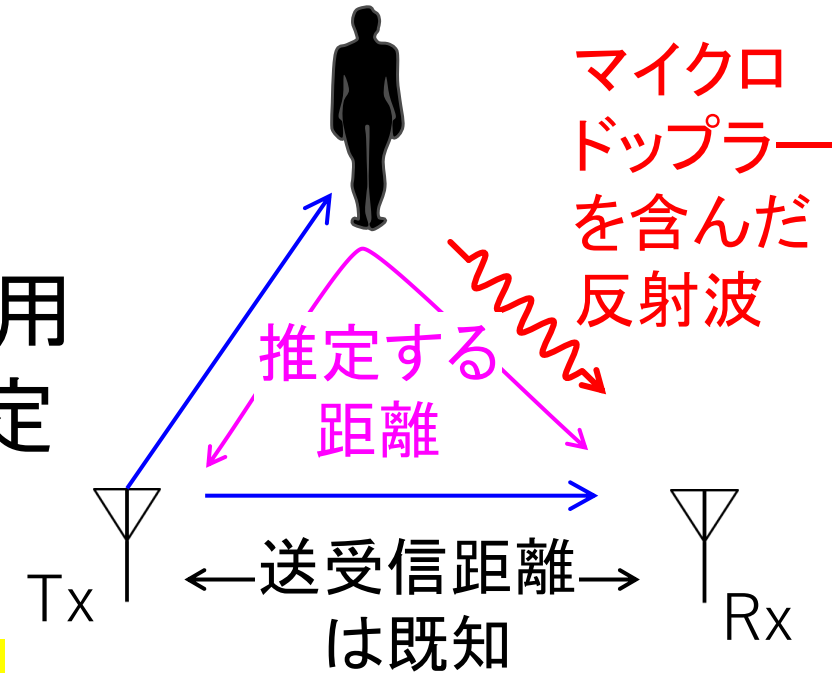 マイクロ
ドップラー
を含んだ
反射波
用
定
推定する
距離
送受信距離
は既知
Tx
Rx